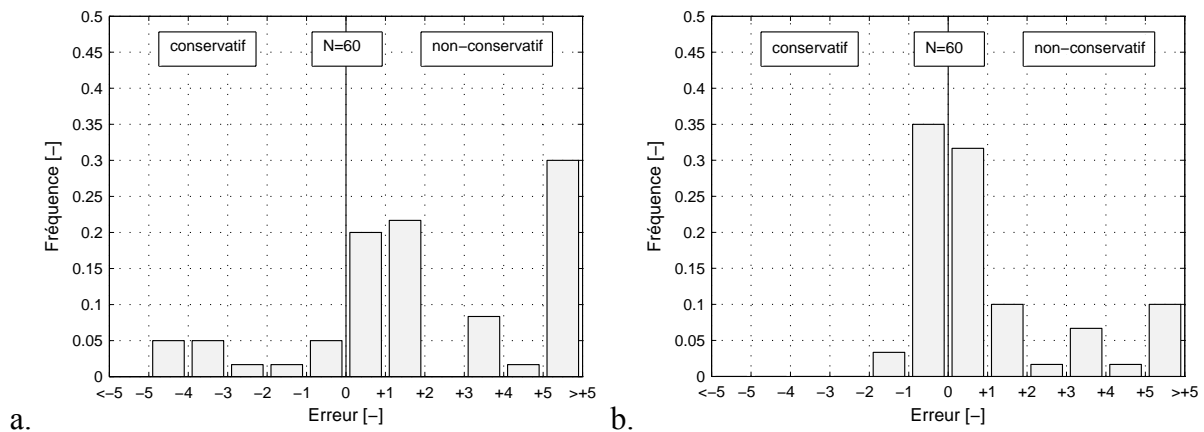 0.5
0.45
0.4
0.35
0.3
0.25
0.2
0.15
0.1
0.05
0
Fréquence [−]
conservatif N=60 non−conservatif
<−5 −5 −4 −3 −2 −1 0 +1 +2 +3 +4 +5 >+5
Erreur [−]
a.
0.5
0.45
0.4
0.35
0.3
0.25
0.2
0.15
0.1
0.05
0
Fréquence [−]
conservatif N=60 non−conservatif
<−5 −5 −4 −3 −2 −1 0 +1 +2 +3 +4 +5 >+5
Erreur [−]
b.